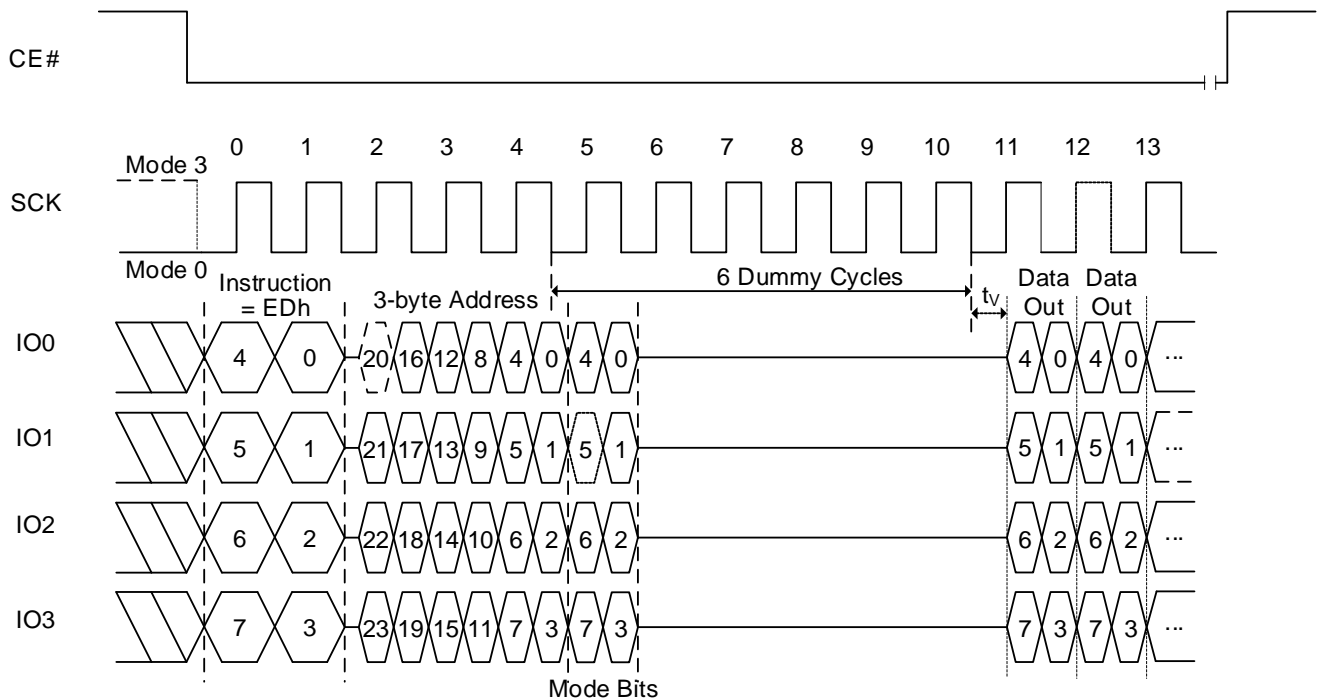 CE#
0 1 2 3 4 5 6 7 8 9 10 11 12 13
Mode 3
SCK
Mode 0
Instruction
= EDh
3-byte Address
6 Dummy Cycles
tV
Data
Out
Data
Out
IO0
4 0 20 16 12 8 4 0 4 0 4 0 4 0 ...
IO1
5 1 21 17 13 9 5 1 5 1 5 1 5 1 ...
IO2
6 2 22 18 14 10 6 2 6 2 6 2 6 2 ...
IO3
7 3 23 19 15 11 7 3 7 3 7 3 7 3 ...
Mode Bits